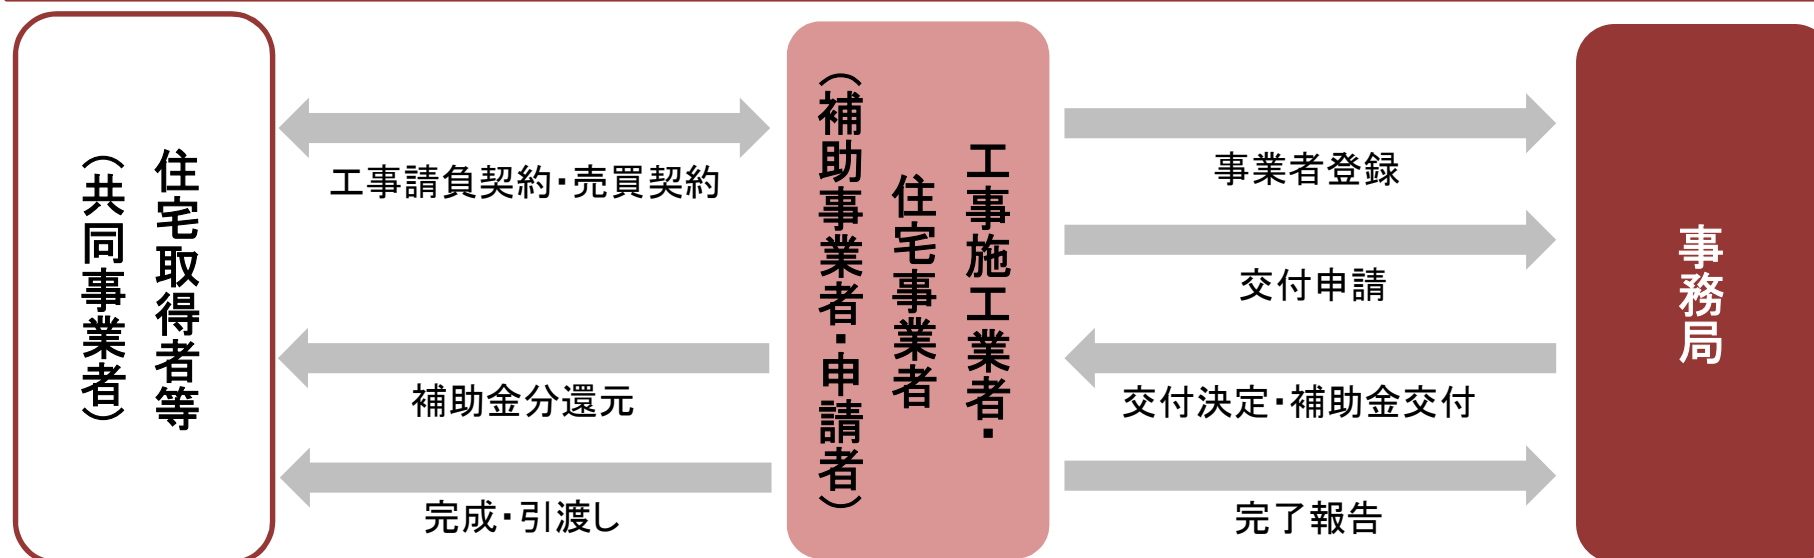 住宅取得者等
（共同事業者）
工事請負契約・売買契約
補助金分還元
完成・引渡し
工事施工業者・
住宅事業者
（補助事業者・申請者）
事業者登録
交付申請
交付決定・補助金交付
完了報告
事務局